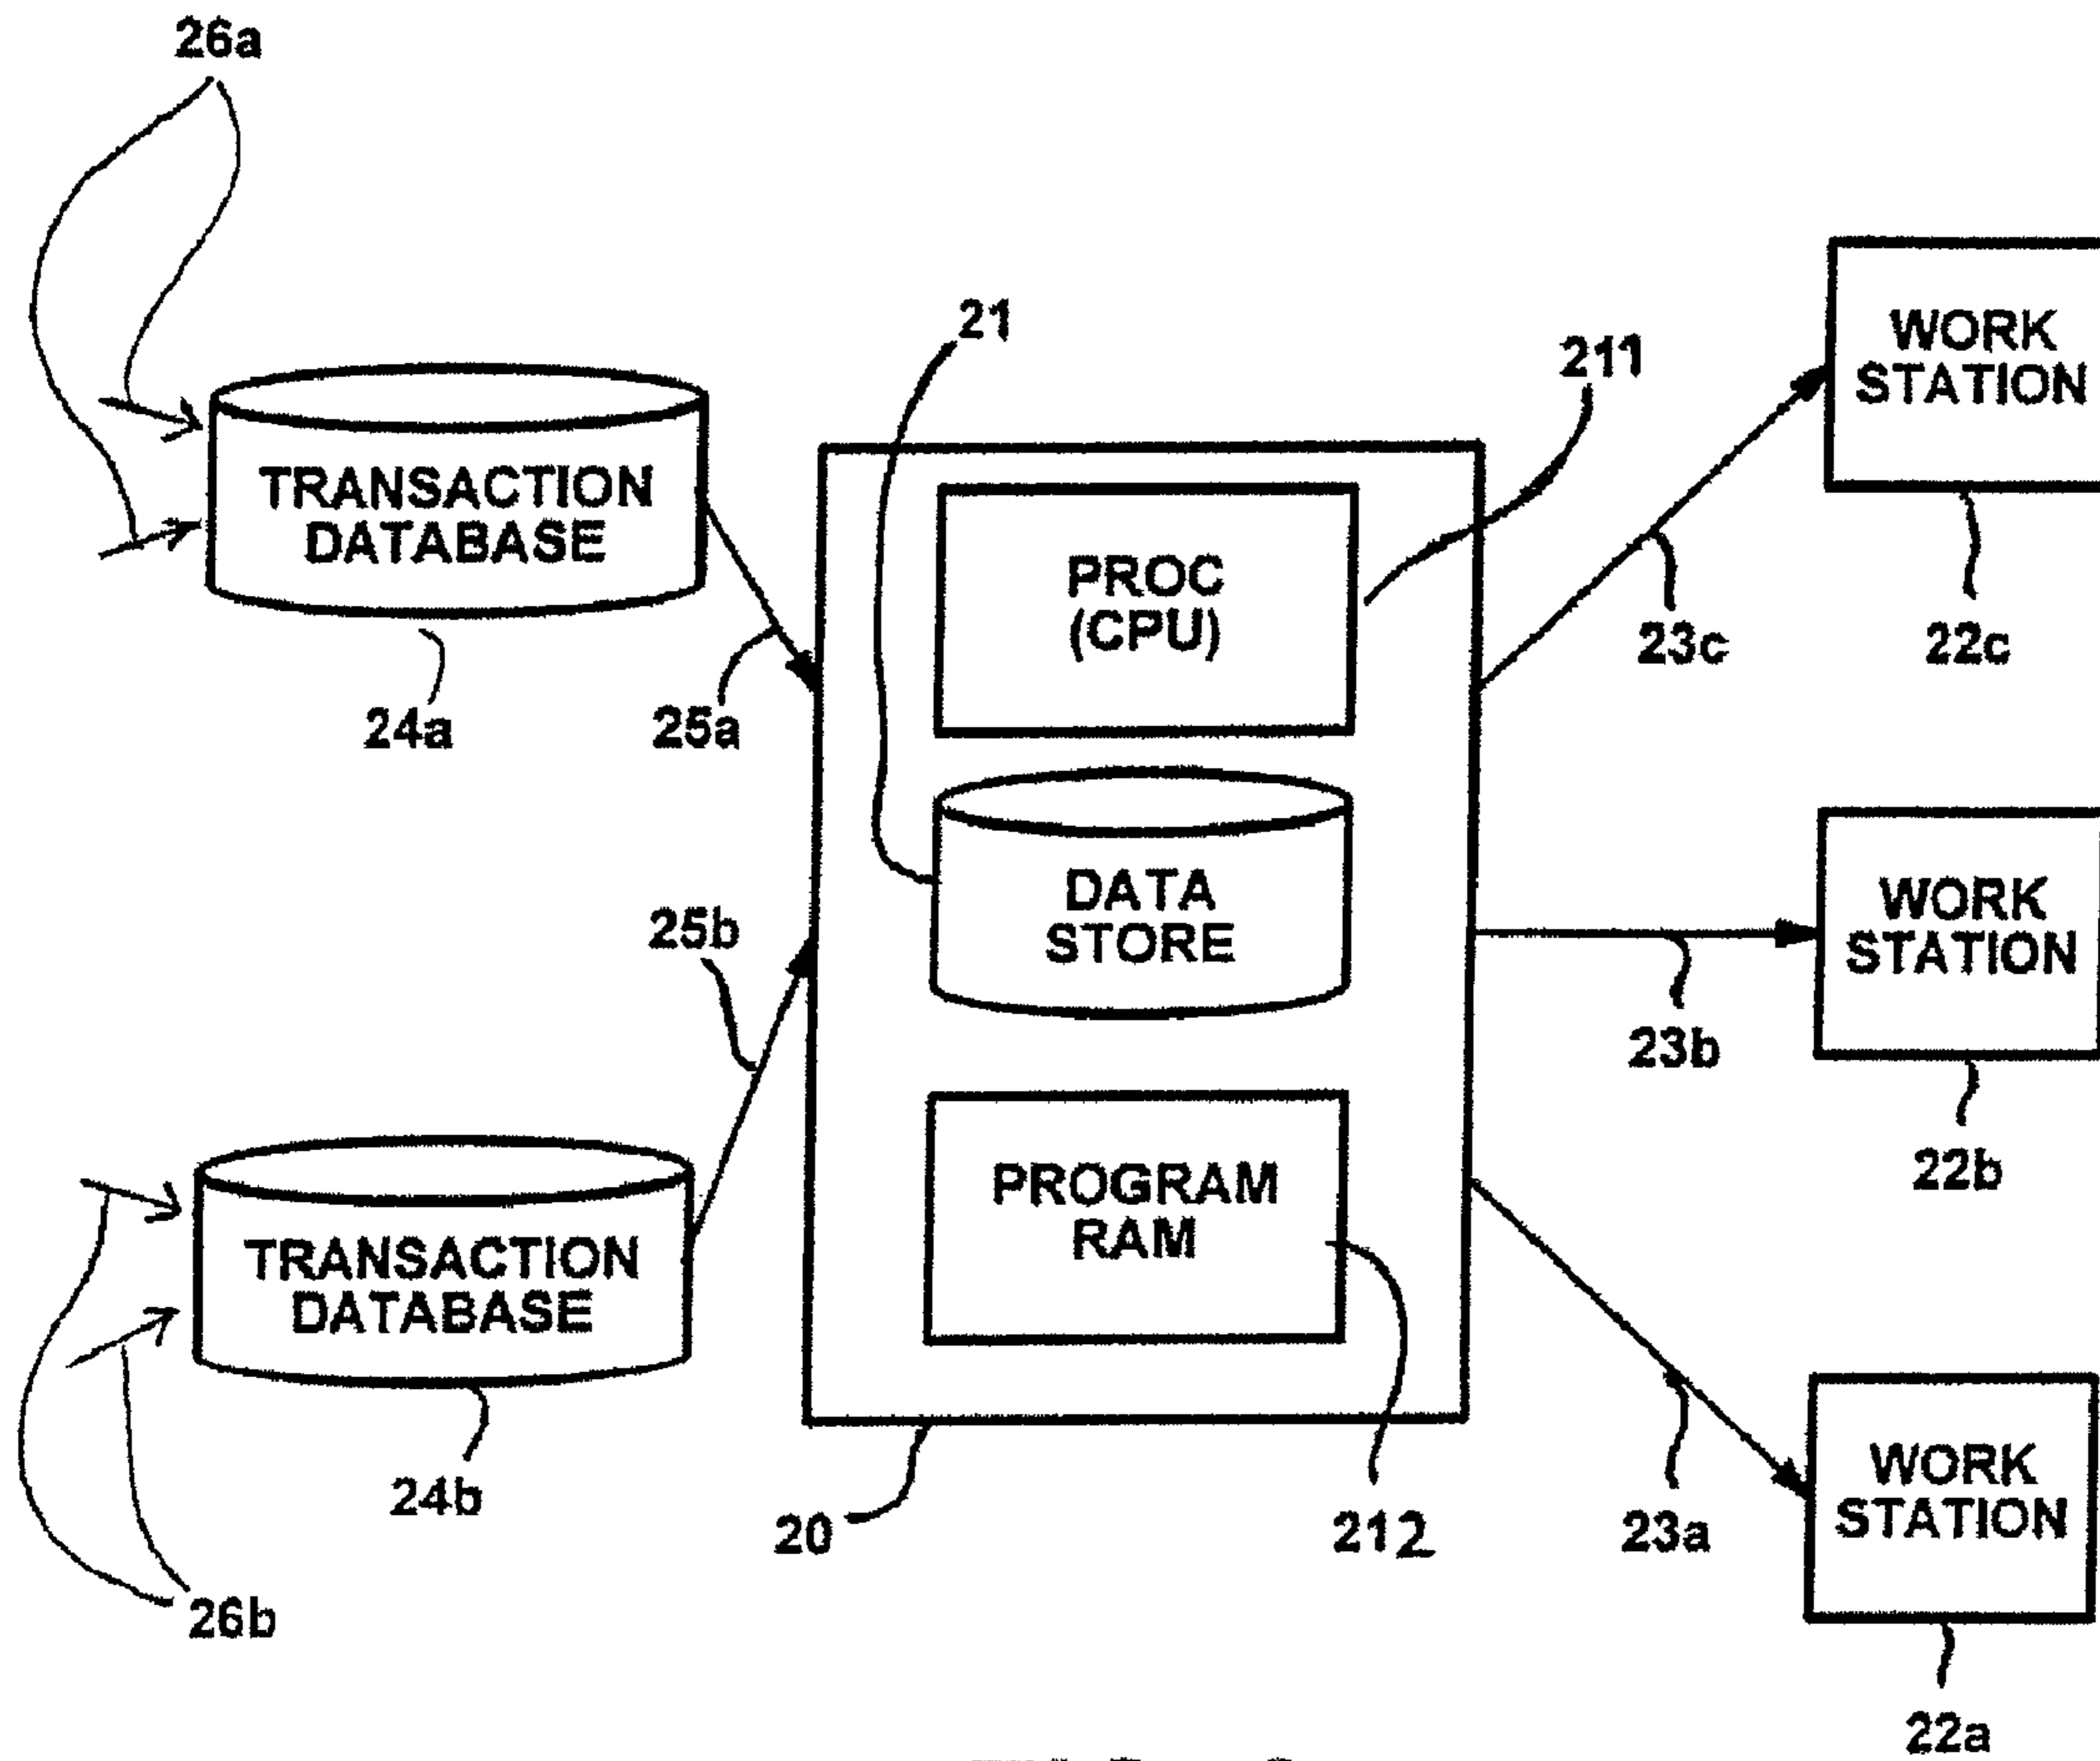 26a
21
211
WORK
STATION
TRANSACTION
DATABASE
PROC
(CPU)
23c
22c
24a
25a
DATA
STORE
25b
WORK
STATION
23b
22b
PROGRAM
RAM
TRANSACTION
DATABASE
24b
20
212
23a
WORK
STATION
26b
22a